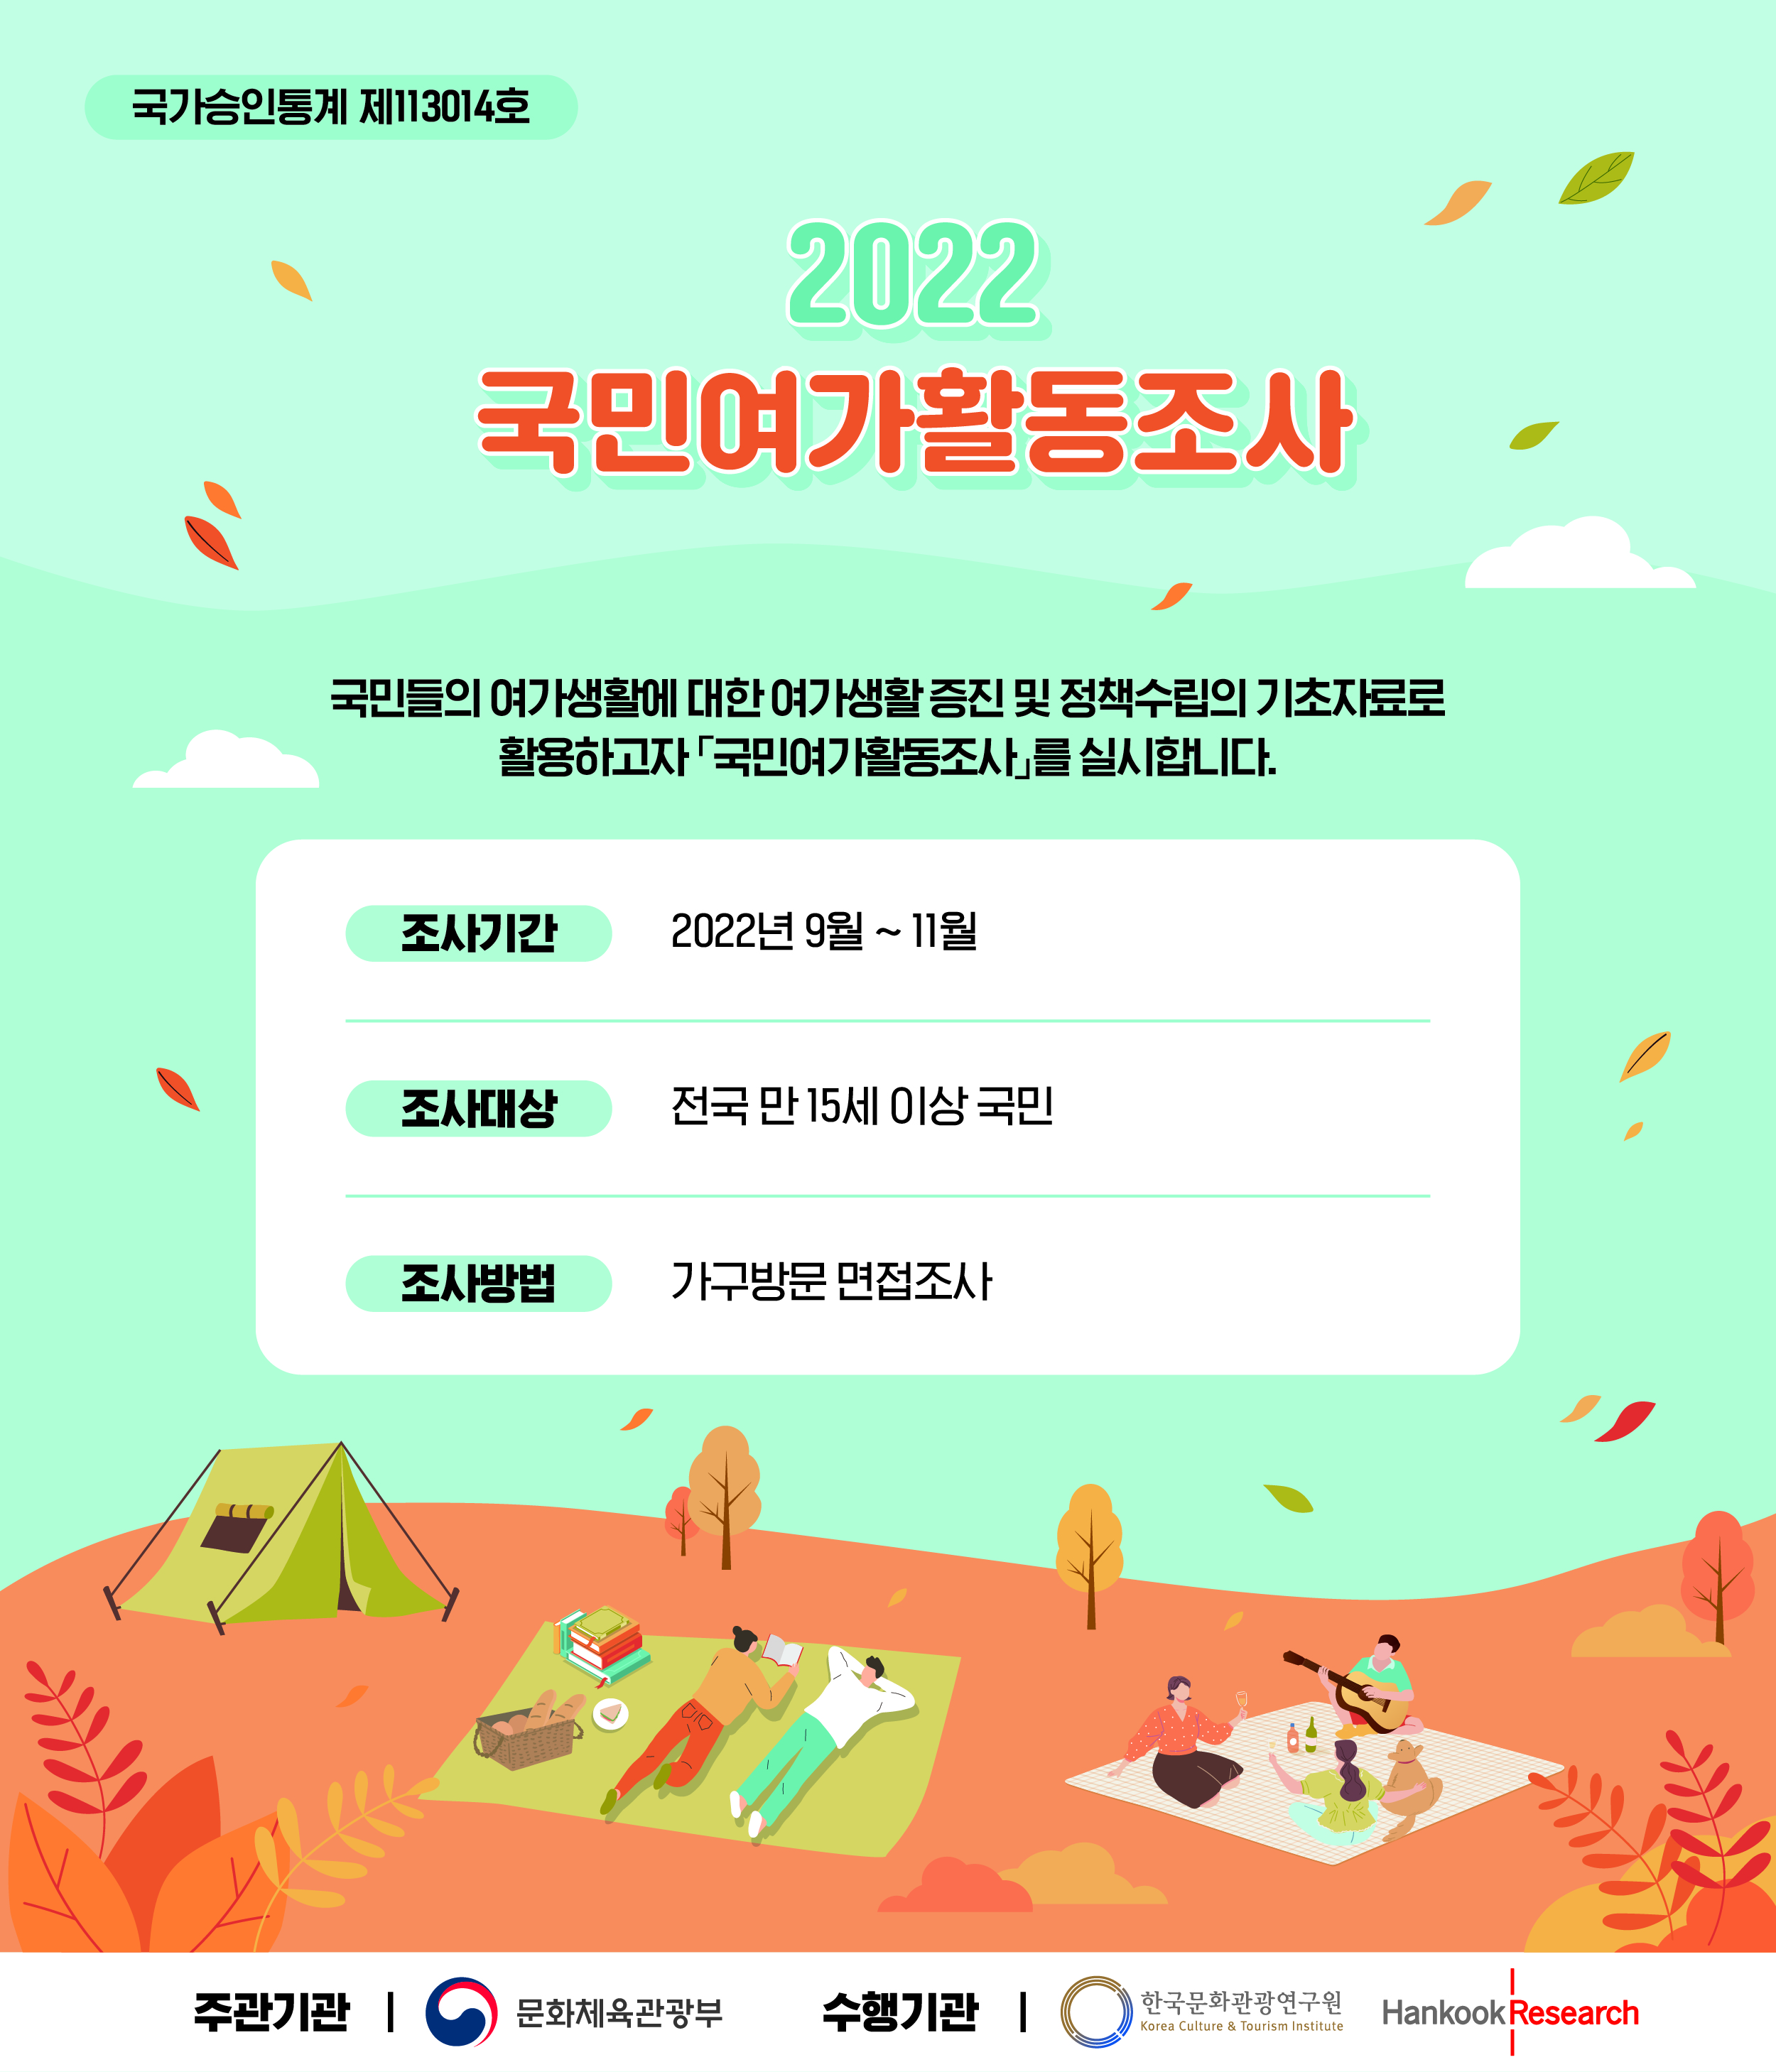 국가승인통계 제113014호
2022
국민여가활동조사
국민들의 여가생활에 대한 여가생활 증진 및 정책수립의 기초자료로
활용하고자 「국민여가활동조사」를 실시합니다.
조사기간 2022년 9월 ~ 11월
조사대상 전국 만 15세 이상 국민
조사방법 가구방문 면접조사
주관기관 | 문화체육관광부 수행기관 | 한국문화관광연구원 Hankook Research
Korea Culture & Tourism Institute